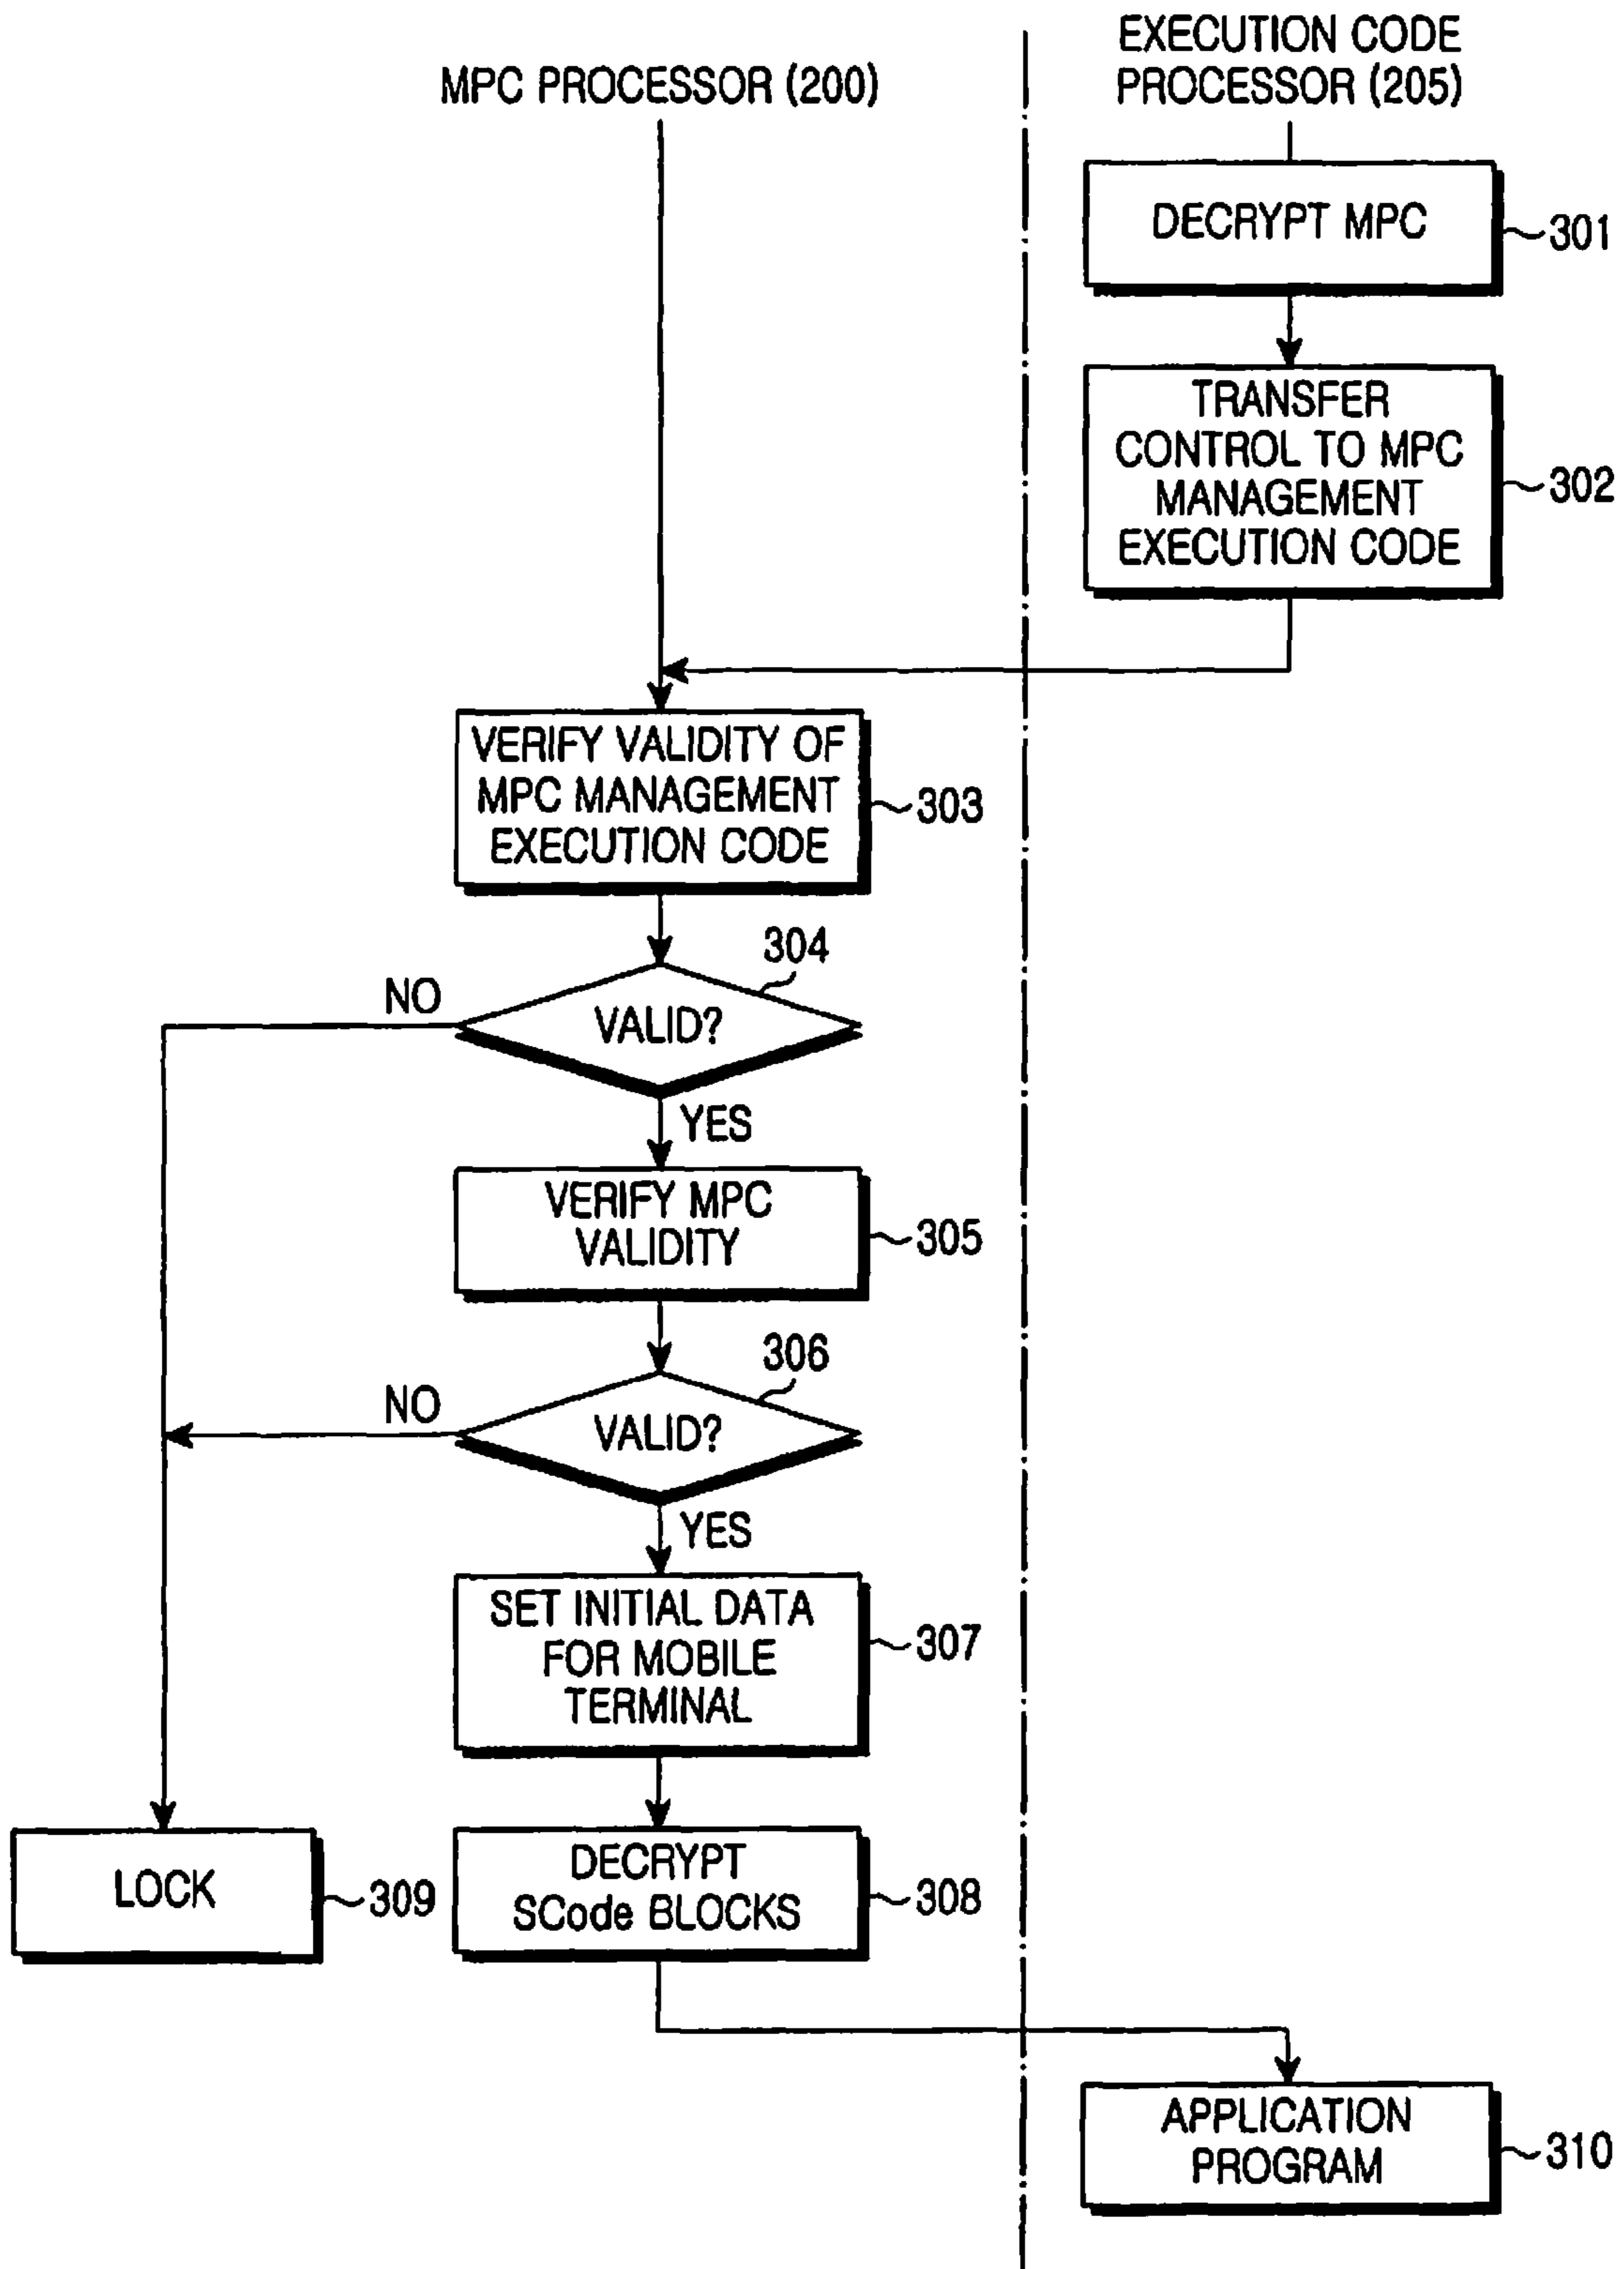 MPC PROCESSOR (200)
EXECUTION CODE
PROCESSOR (205)
DECRYPT MPC
301
TRANSFER
CONTROL TO MPC
MANAGEMENT
EXECUTION CODE
302
VERIFY VALIDITY OF
MPC MANAGEMENT
EXECUTION CODE
303
304
NO
VALID?
YES
VERIFY MPC
VALIDITY
305
306
NO
VALID?
YES
SET INITIAL DATA
FOR MOBILE
TERMINAL
307
LOCK
309
DECRYPT
SCode BLOCKS
308
APPLICATION
PROGRAM
310